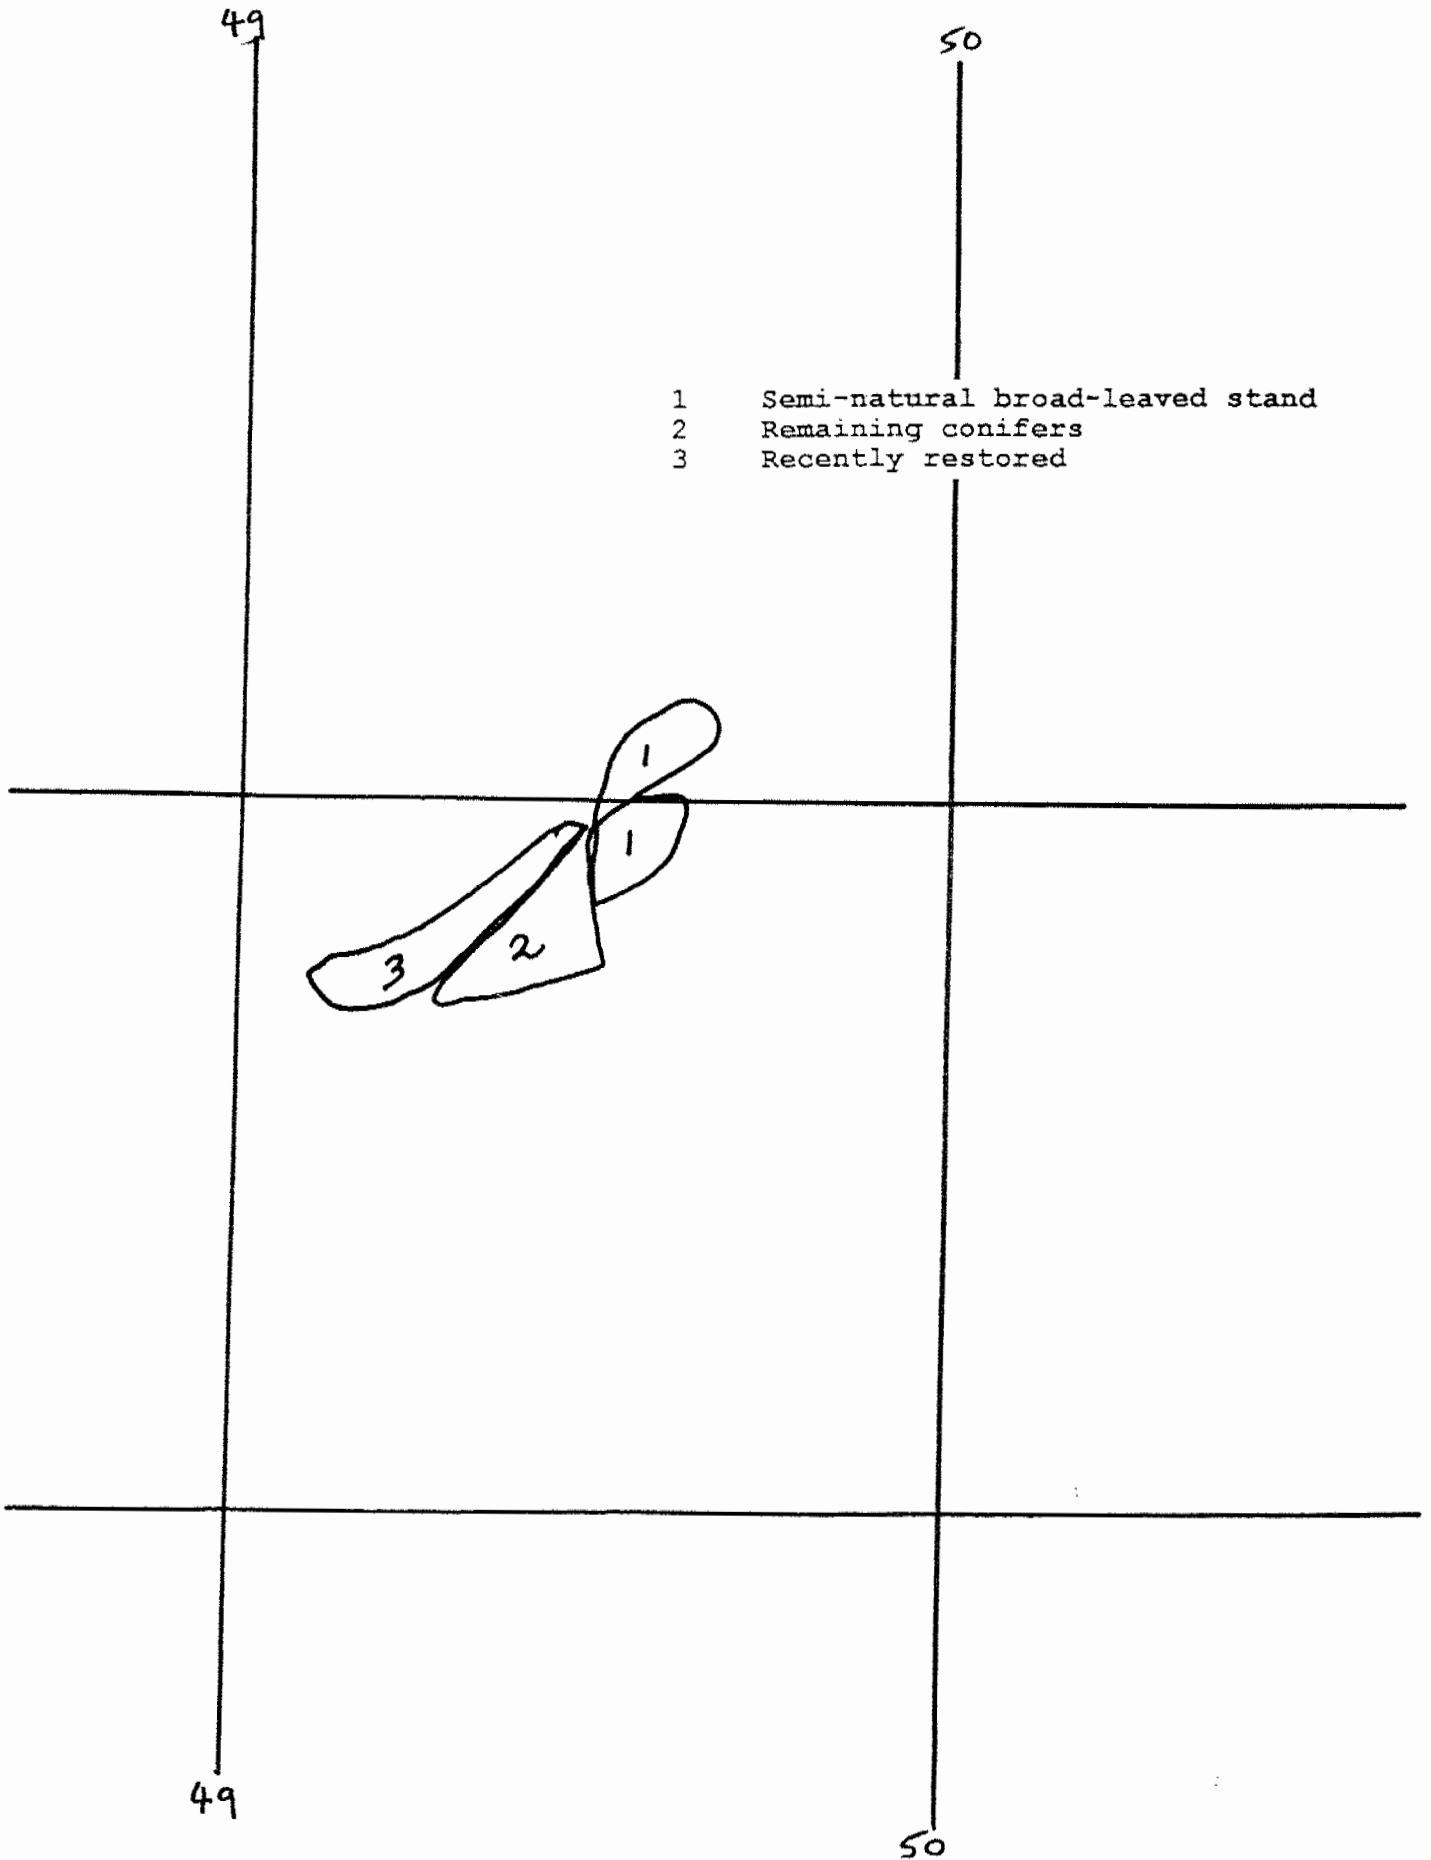 49
50
1 Semi-natural broad-leaved stand
2 Remaining conifers
3 Recently restored
1
1
2
3
49
50